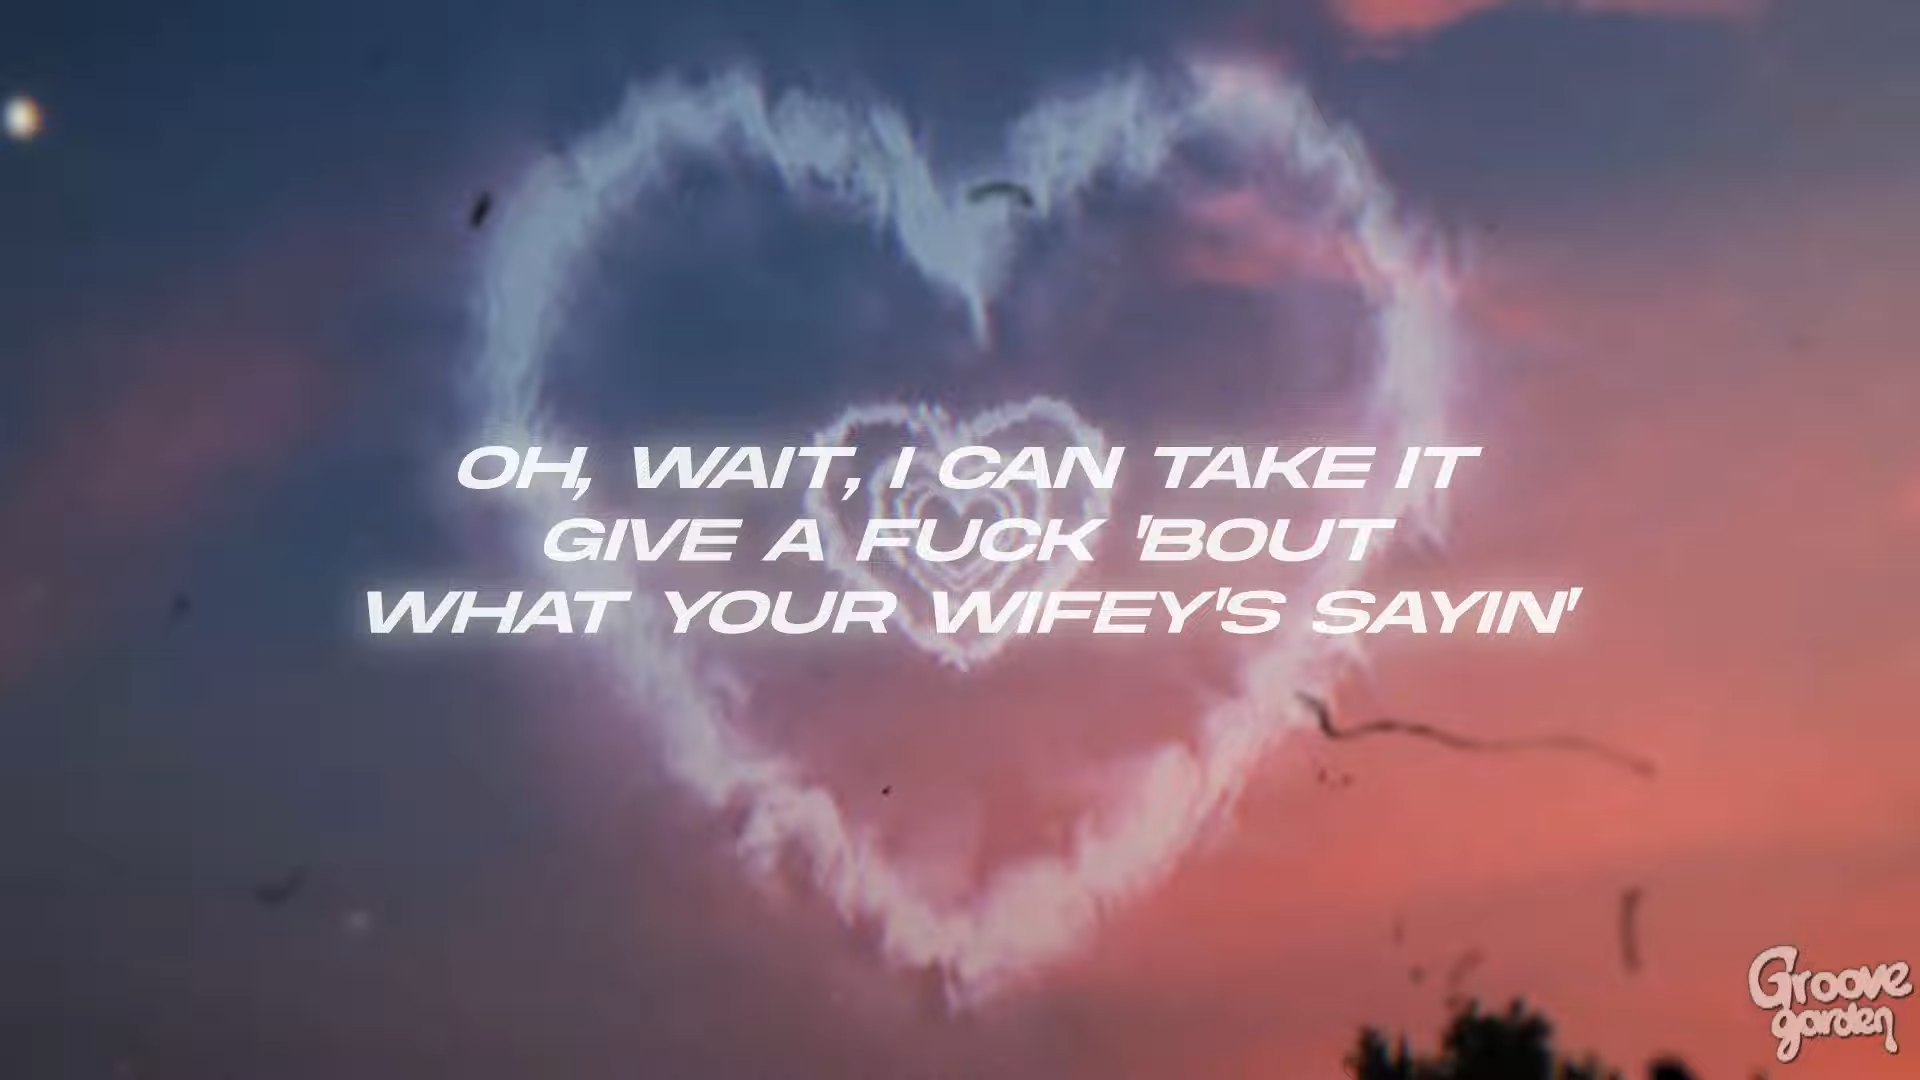 OH, WAIT, I CAN TAKE IT
GIVE A FUCK 'BOUT
WHAT YOUR WIFEY'S SAYIN'
Groove
garden